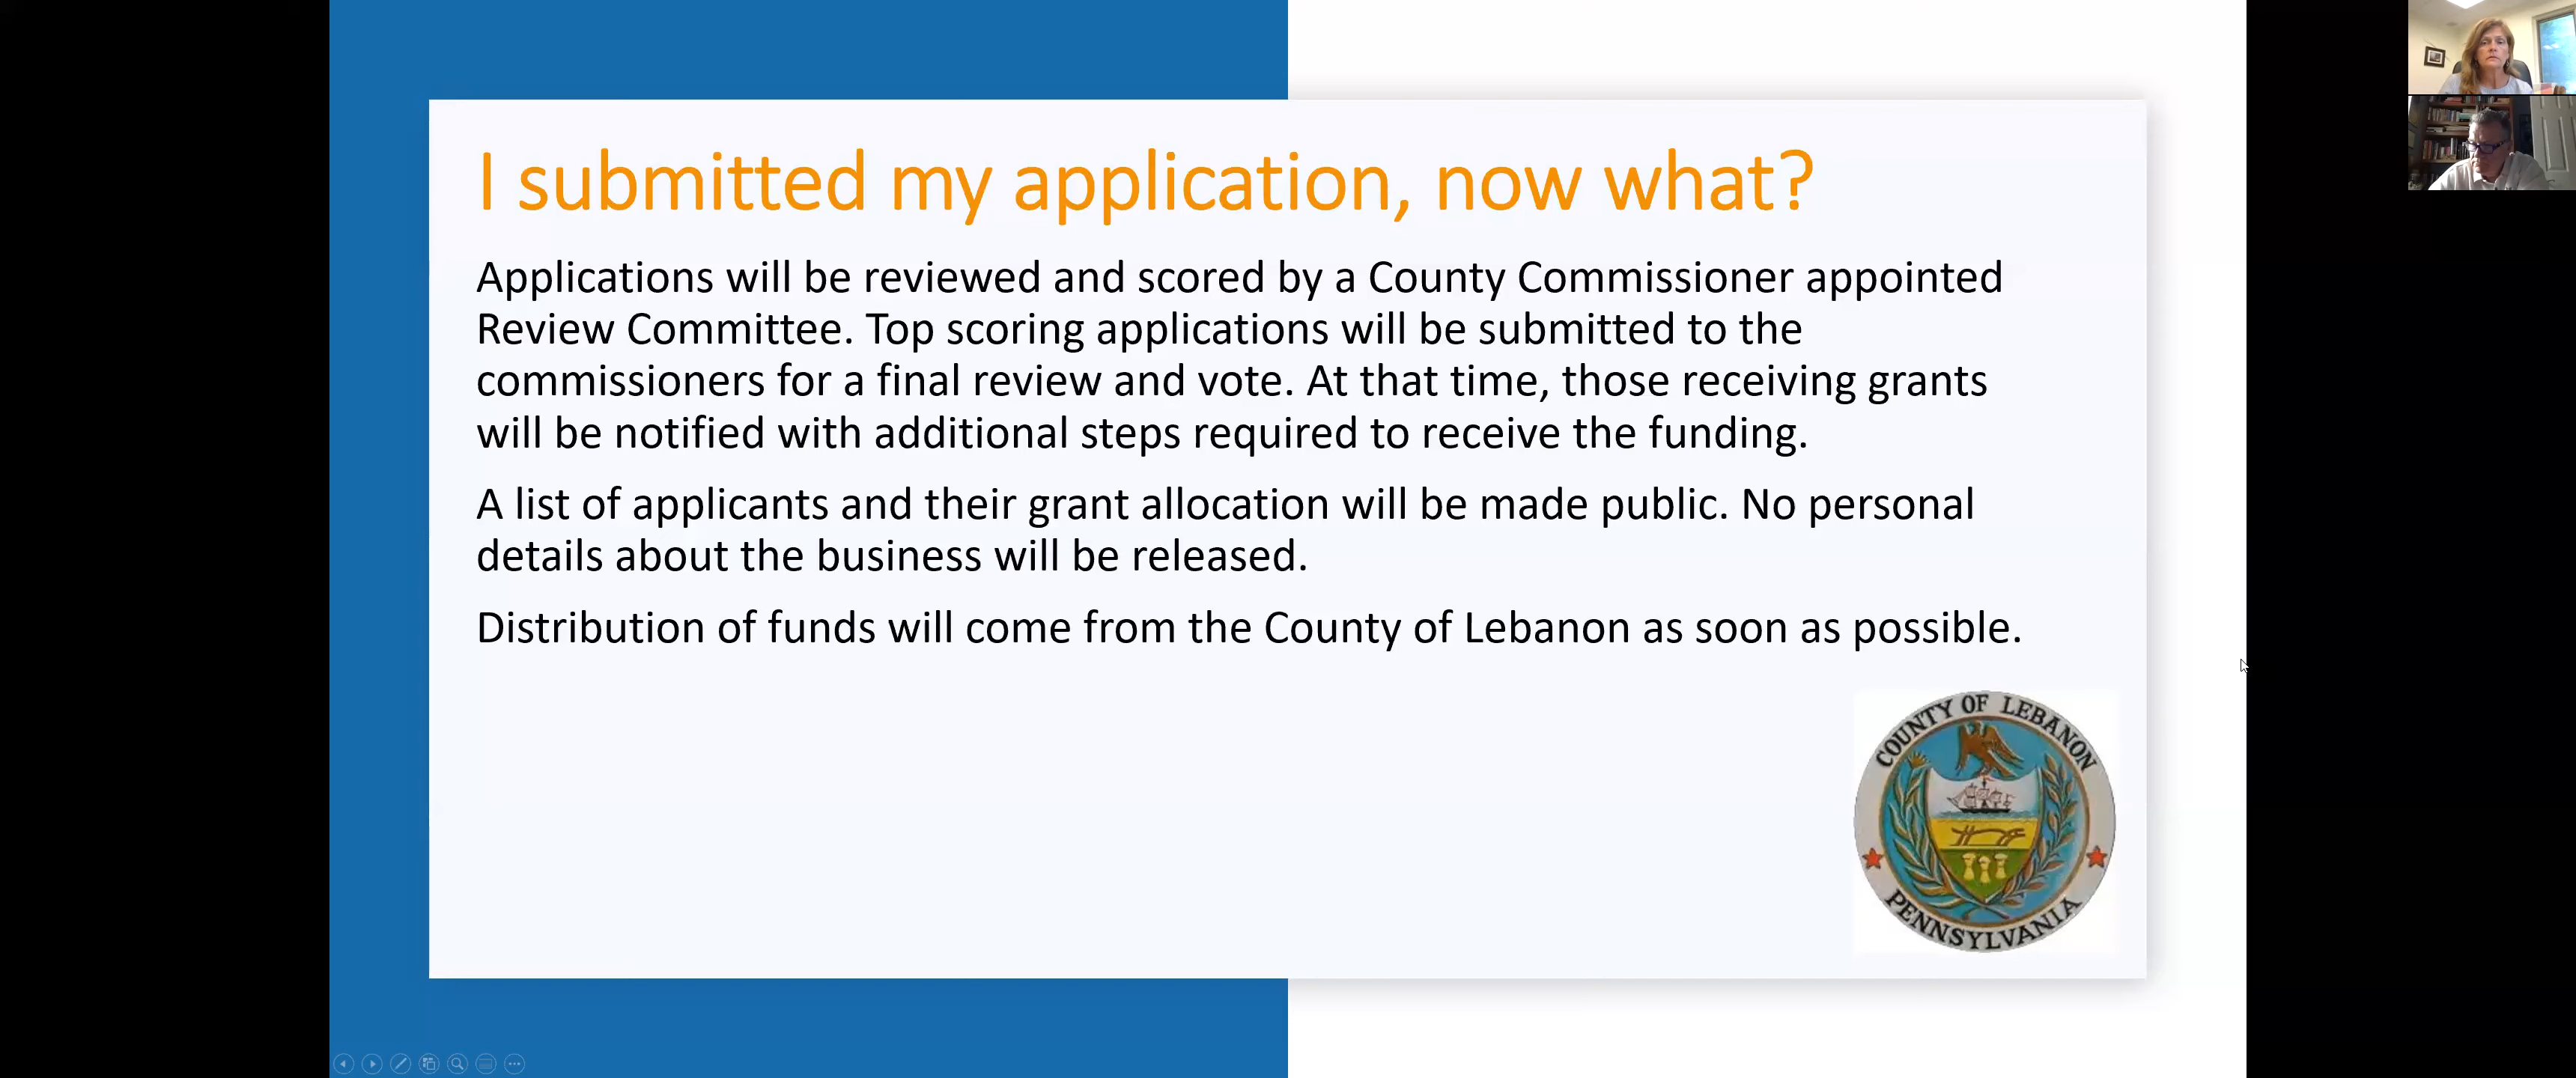 I submitted my application, now what?
Applications will be reviewed and scored by a County Commissioner appointed
Review Committee. Top scoring applications will be submitted to the
commissioners for a final review and vote. At that time, those receiving grants
will be notified with additional steps required to receive the funding.
A list of applicants and their grant allocation will be made public. No personal
details about the business will be released.
Distribution of funds will come from the County of Lebanon as soon as possible.
COUNTY OF LEBANON
PENNSYLVANIA